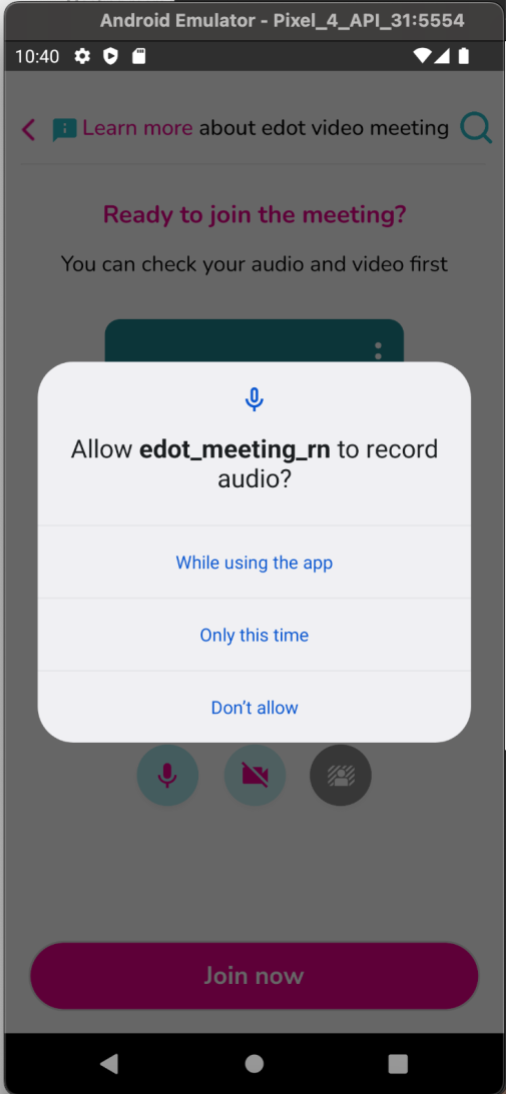 Android Emulator - Pixel_4_API_31:5554
10:40
Learn more about edot video meeting
Ready to join the meeting?
You can check your audio and video first
Allow edot_meeting_rn to record
audio?
While using the app
Only this time
Don't allow
Join now